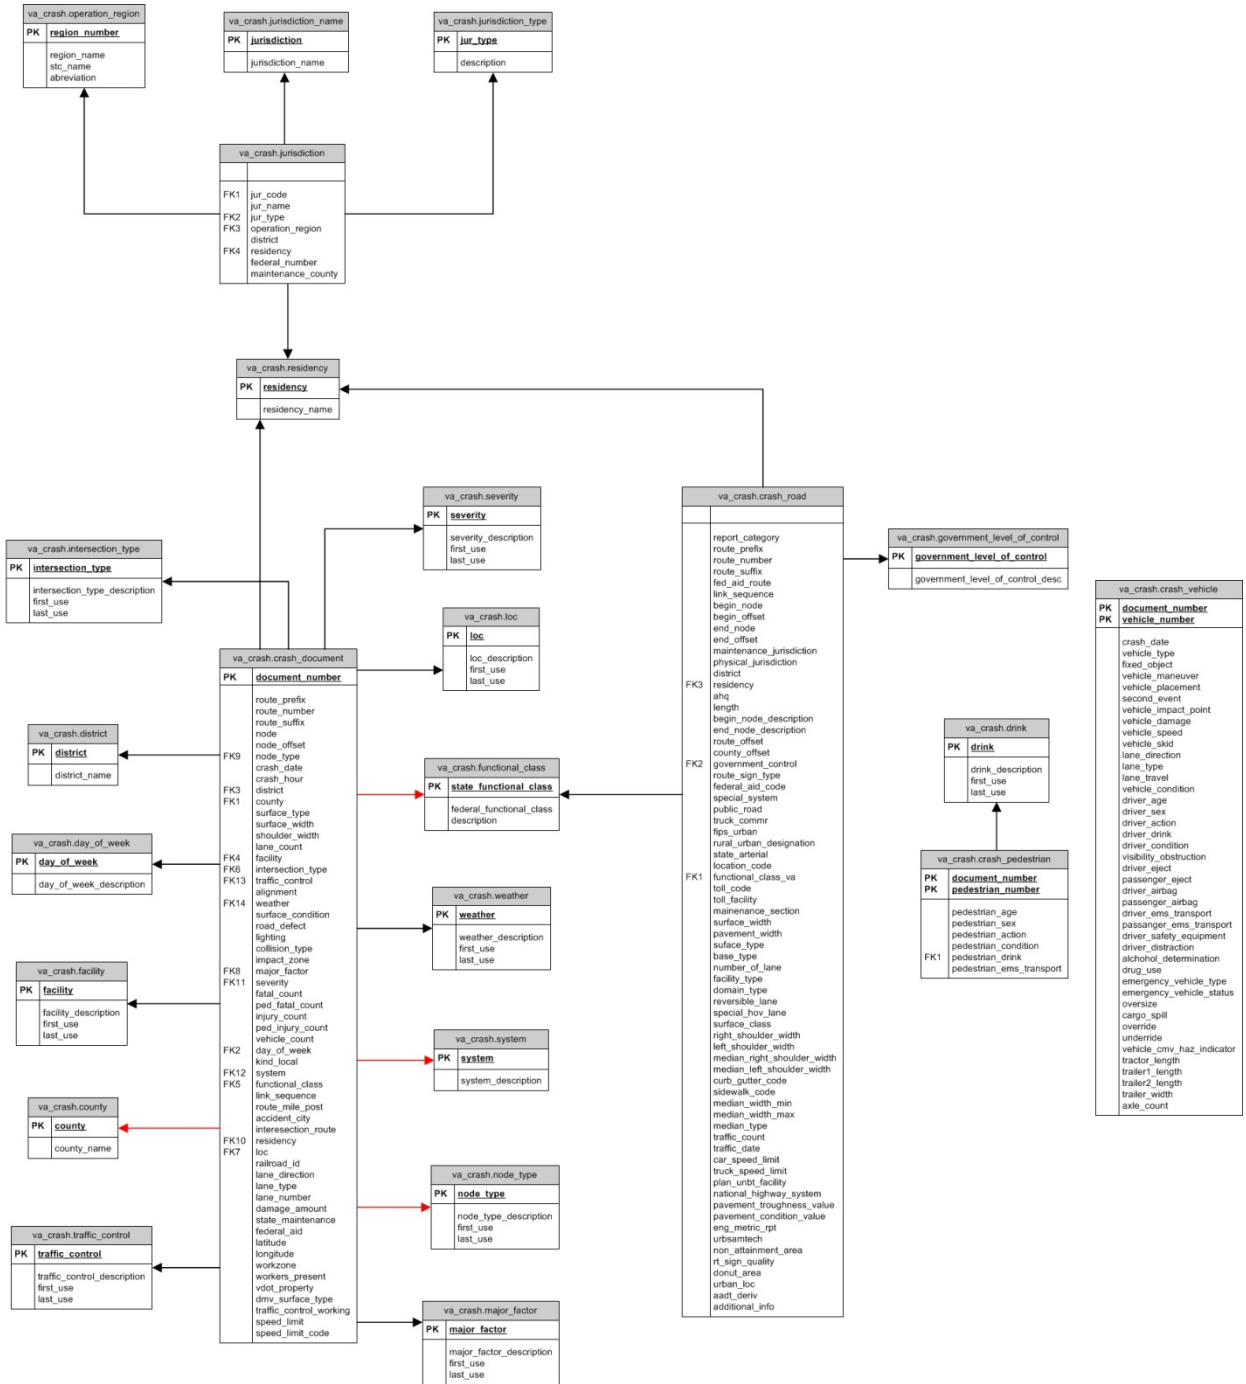 va_crash.operation_region
PK region_number
region_name
stc_name
abreviation
va_crash.jurisdiction_name
PK jurisdiction
jurisdiction_name
va_crash.jurisdiction_type
PK jur_type
description
va_crash.jurisdiction
FK1 jur_code
jur_name
FK2 jur_type
FK3 operation_region
district
FK4 residency
federal_number
maintenance_county
va_crash.residency
PK residency
residency_name
va_crash.severity
PK severity
severity_description
first_use
last_use
va_crash.intersection_type
PK intersection_type
intersection_type_description
first_use
last_use
va_crash.loc
PK loc
loc_description
first_use
last_use
va_crash.crash_document
PK document_number
route_prefix
route_number
route_suffix
node
node_offset
FK9 node_type
crash_date
crash_hour
FK3 district
FK1 county
surface_type
surface_width
shoulder_width
lane_count
FK4 facility
FK6 intersection_type
FK13 traffic_control
alignment
FK14 weather
surface_condition
road_defect
lighting
collision_type
impact_zone
FK8 major_factor
FK11 severity
fatal_count
ped_fatal_count
injury_count
ped_injury_count
vehicle_count
FK2 day_of_week
kind_local
FK12 system
FK5 functional_class
link_sequence
route_mile_post
accident_city
interesection_route
FK10 residency
FK7 loc
railroad_id
lane_direction
lane_type
lane_number
damage_amount
state_maintenance
federal_aid
latitude
longitude
workzone
workers_present
vdot_property
dmv_surface_type
traffic_control_working
speed_limit
speed_limit_code
va_crash.district
PK district
district_name
va_crash.day_of_week
PK day_of_week
day_of_week_description
va_crash.facility
PK facility
facility_description
first_use
last_use
va_crash.county
PK county
county_name
va_crash.traffic_control
PK traffic_control
traffic_control_description
first_use
last_use
va_crash.functional_class
PK state_functional_class
federal_functional_class
description
va_crash.weather
PK weather
weather_description
first_use
last_use
va_crash.system
PK system
system_description
va_crash.node_type
PK node_type
node_type_description
first_use
last_use
va_crash.major_factor
PK major_factor
major_factor_description
first_use
last_use
va_crash.crash_road
report_category
route_prefix
route_number
route_suffix
fed_aid_route
link_sequence
begin_node
begin_offset
end_node
end_offset
maintenance_jurisdiction
physical_jurisdiction
district
FK3 residency
ahq
length
begin_node_description
end_node_description
route_offset
county_offset
FK2 government_control
route_sign_type
federal_aid_code
special_system
public_road
truck_commr
fips_urban
rural_urban_designation
state_arterial
location_code
FK1 functional_class_va
toll_code
toll_facility
mainenance_section
surface_width
pavement_width
suface_type
base_type
number_of_lane
facility_type
domain_type
reversible_lane
special_hov_lane
surface_class
right_shoulder_width
left_shoulder_width
median_right_shoulder_width
median_left_shoulder_width
curb_gutter_code
sidewalk_code
median_width_min
median_width_max
median_type
traffic_count
traffic_date
car_speed_limit
truck_speed_limit
plan_unbt_facility
national_highway_system
pavement_troughness_value
pavement_condition_value
eng_metric_rpt
urbsamtech
non_attainment_area
rt_sign_quality
donut_area
urban_loc
aadt_deriv
additional_info
va_crash.government_level_of_control
PK government_level_of_control
government_level_of_control_desc
va_crash.drink
PK drink
drink_description
first_use
last_use
va_crash.crash_pedestrian
PK document_number
PK pedestrian_number
pedestrian_age
pedestrian_sex
pedestrian_action
pedestrian_condition
FK1 pedestrian_drink
pedestrian_ems_transport
va_crash.crash_vehicle
PK document_number
PK vehicle_number
crash_date
vehicle_type
fixed_object
vehicle_maneuver
vehicle_placement
second_event
vehicle_impact_point
vehicle_damage
vehicle_speed
vehicle_skid
lane_direction
lane_type
lane_travel
vehicle_condition
driver_age
driver_sex
driver_action
driver_drink
driver_condition
visibility_obstruction
driver_eject
passenger_eject
driver_airbag
passenger_airbag
driver_ems_transport
passanger_ems_transport
driver_safety_equipment
driver_distraction
alchohol_determination
drug_use
emergency_vehicle_type
emergency_vehicle_status
oversize
cargo_spill
override
underride
vehicle_cmv_haz_indicator
tractor_length
trailer1_length
trailer2_length
trailer_width
axle_count